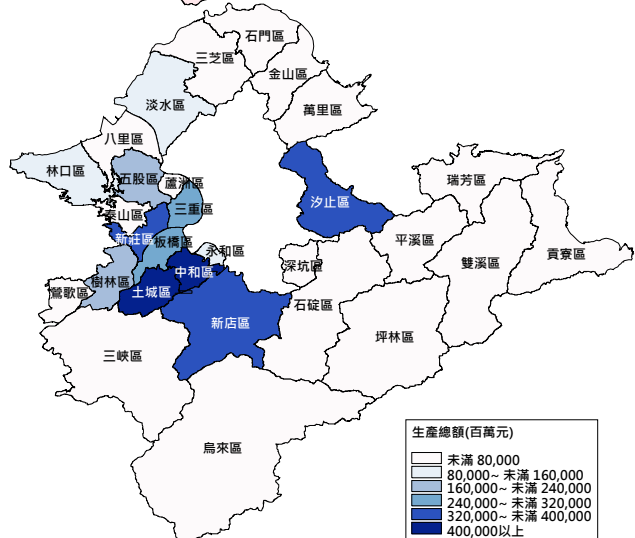 石門區
三芝區
金山區
淡水區
萬里區
八里區
林口區
五股區
蘆洲區
瑞芳區
汐止區
三重區
泰山區
新莊區
板橋區
平溪區
永和區
貢寮區
雙溪區
深坑區
中和區
樹林區
土城區
鶯歌區
石碇區
新店區
坪林區
三峽區
烏來區
生產總額(百萬元)
未滿 80,000
80,000~ 未滿 160,000
160,000~ 未滿 240,000
240,000~ 未滿 320,000
320,000~ 未滿 400,000
400,000以上